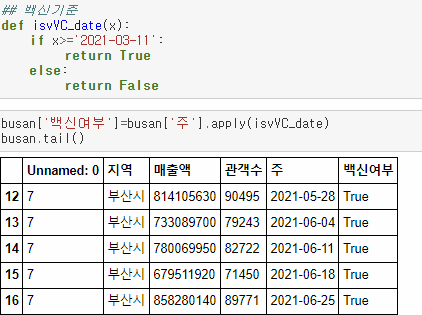 ## 백신기준
def isvVC_date(x):
    if x>='2021-03-11':
        return True
    else:
        return False
busan['백신여부']=busan['주'].apply(isvVC_date)
busan.tail()
Unnamed: 0 지역 매출액 관객수 주 백신여부
12 7 부산시 814105630 90495 2021-05-28 True
13 7 부산시 733089700 79243 2021-06-04 True
14 7 부산시 780069950 82722 2021-06-11 True
15 7 부산시 679511920 71450 2021-06-18 True
16 7 부산시 858280140 89771 2021-06-25 True